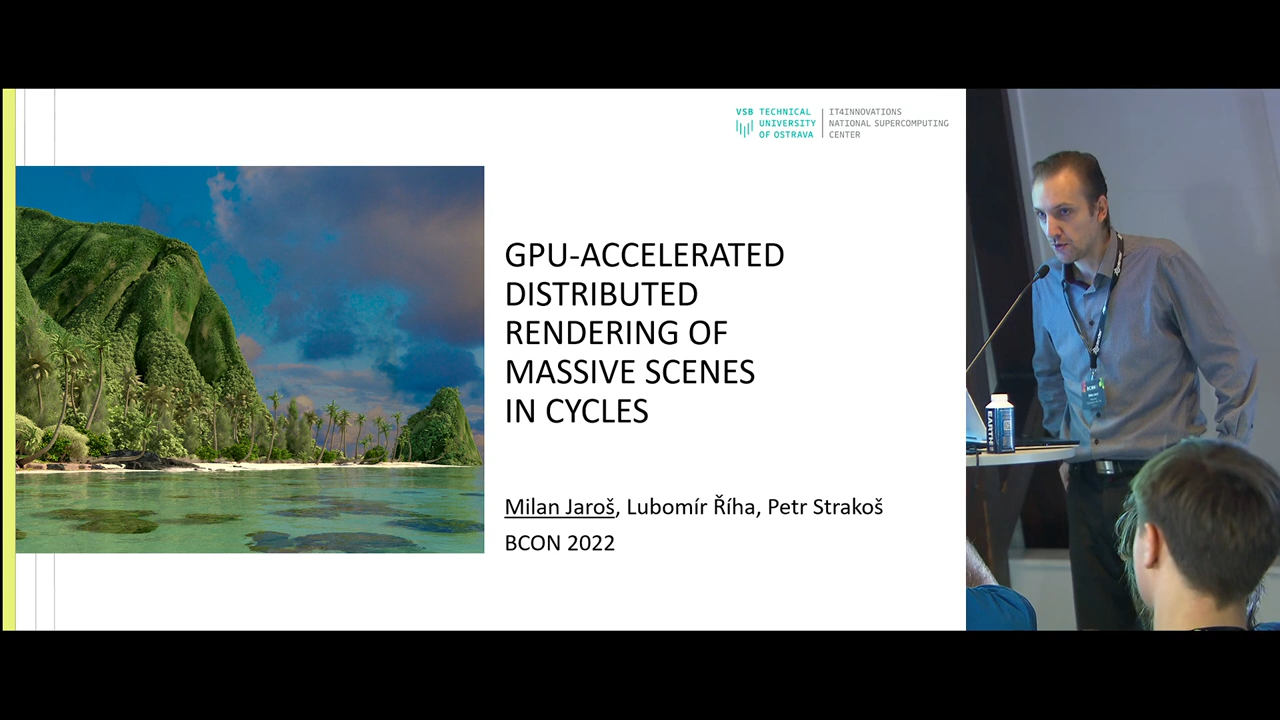 VSB TECHNICAL
UNIVERSITY
OF OSTRAVA
IT4INNOVATIONS
NATIONAL SUPERCOMPUTING
CENTER
GPU-ACCELERATED
DISTRIBUTED
RENDERING OF
MASSIVE SCENES
IN CYCLES
Milan Jaroš, Lubomír Říha, Petr Strakoš
BCON 2022
EARTH